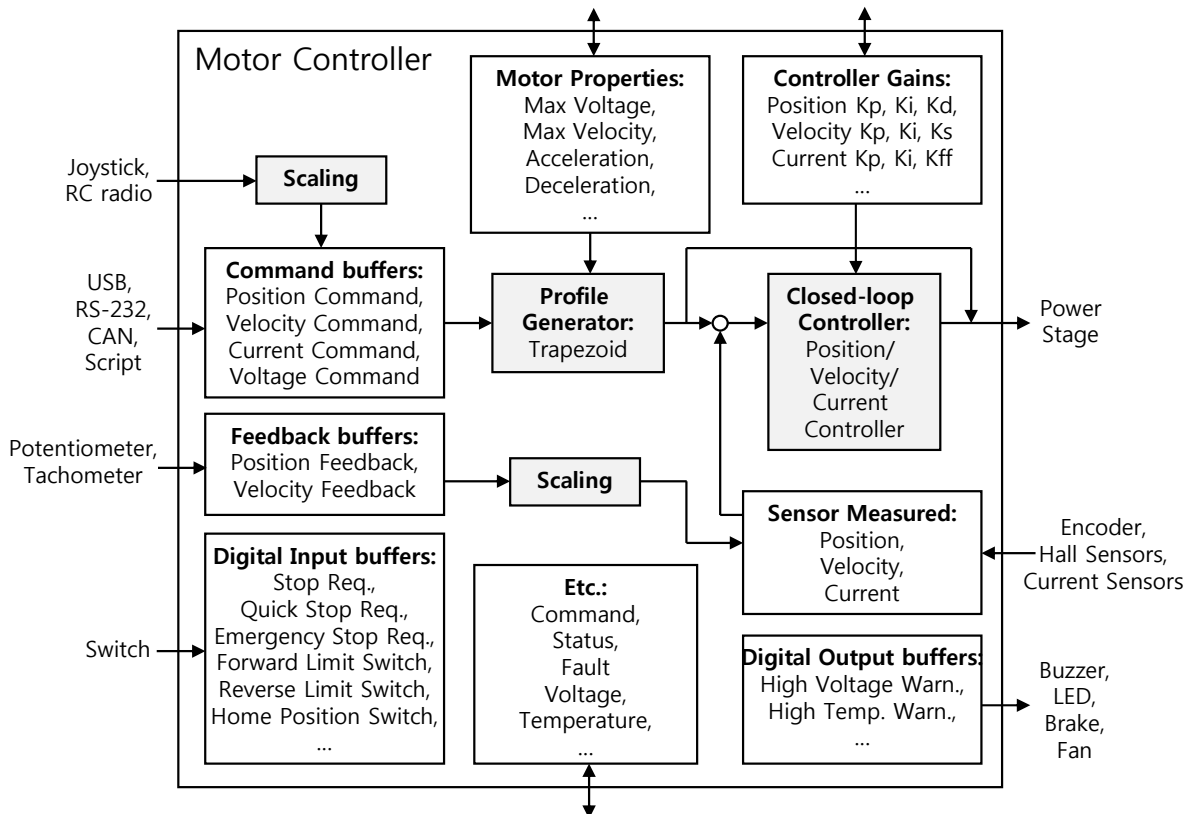 Motor Controller
Motor Properties:
Max Voltage,
Max Velocity,
Acceleration,
Deceleration,
...
Controller Gains:
Position Kp, Ki, Kd,
Velocity Kp, Ki, Ks
Current Kp, Ki, Kff
...
Joystick,
RC radio
Scaling
USB,
RS-232,
CAN,
Script
Command buffers:
Position Command,
Velocity Command,
Current Command,
Voltage Command
Profile
Generator:
Trapezoid
Closed-loop
Controller:
Position/
Velocity/
Current
Controller
Power
Stage
Potentiometer,
Tachometer
Feedback buffers:
Position Feedback,
Velocity Feedback
Scaling
Sensor Measured:
Position,
Velocity,
Current
Encoder,
Hall Sensors,
Current Sensors
Switch
Digital Input buffers:
Stop Req.,
Quick Stop Req.,
Emergency Stop Req.,
Forward Limit Switch,
Reverse Limit Switch,
Home Position Switch,
...
Etc.:
Command,
Status,
Fault
Voltage,
Temperature,
...
Digital Output buffers:
High Voltage Warn.,
High Temp. Warn.,
...
Buzzer,
LED,
Brake,
Fan